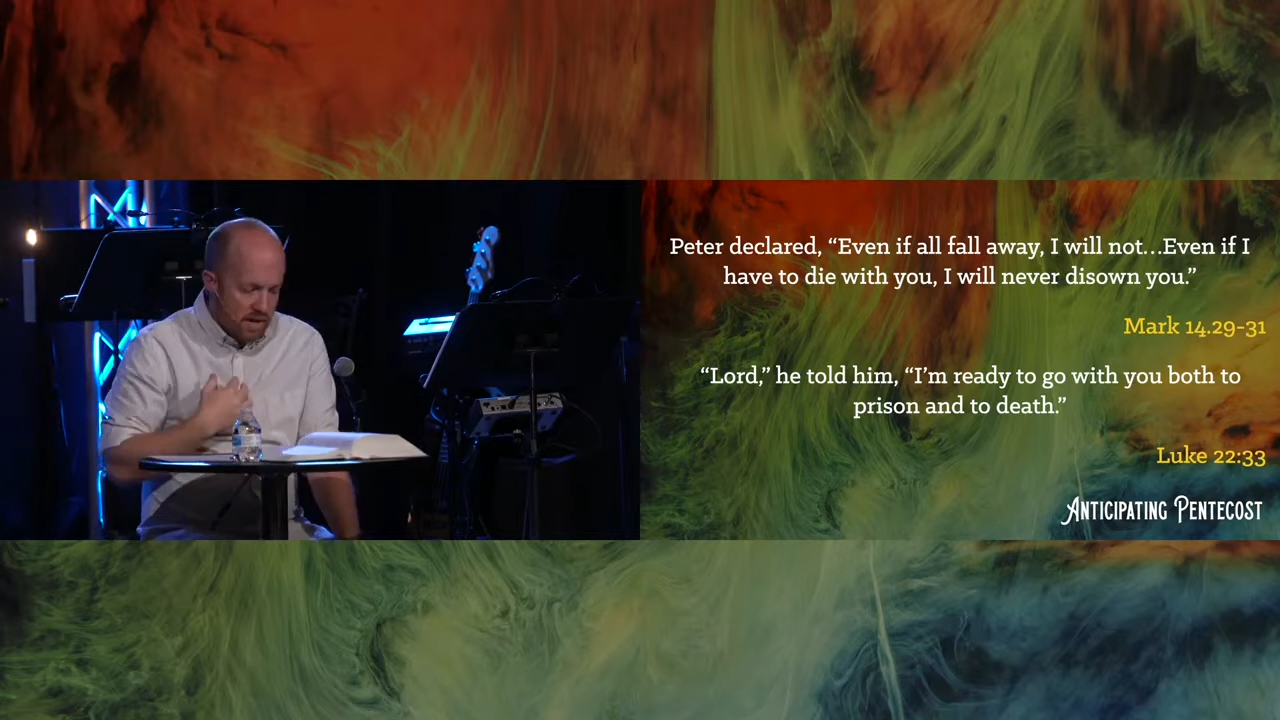 Peter declared, “Even if all fall away, I will not…Even if I
have to die with you, I will never disown you.”
Mark 14.29-31
“Lord,” he told him, “I’m ready to go with you both to
prison and to death.”
Luke 22:33
Anticipating Pentecost